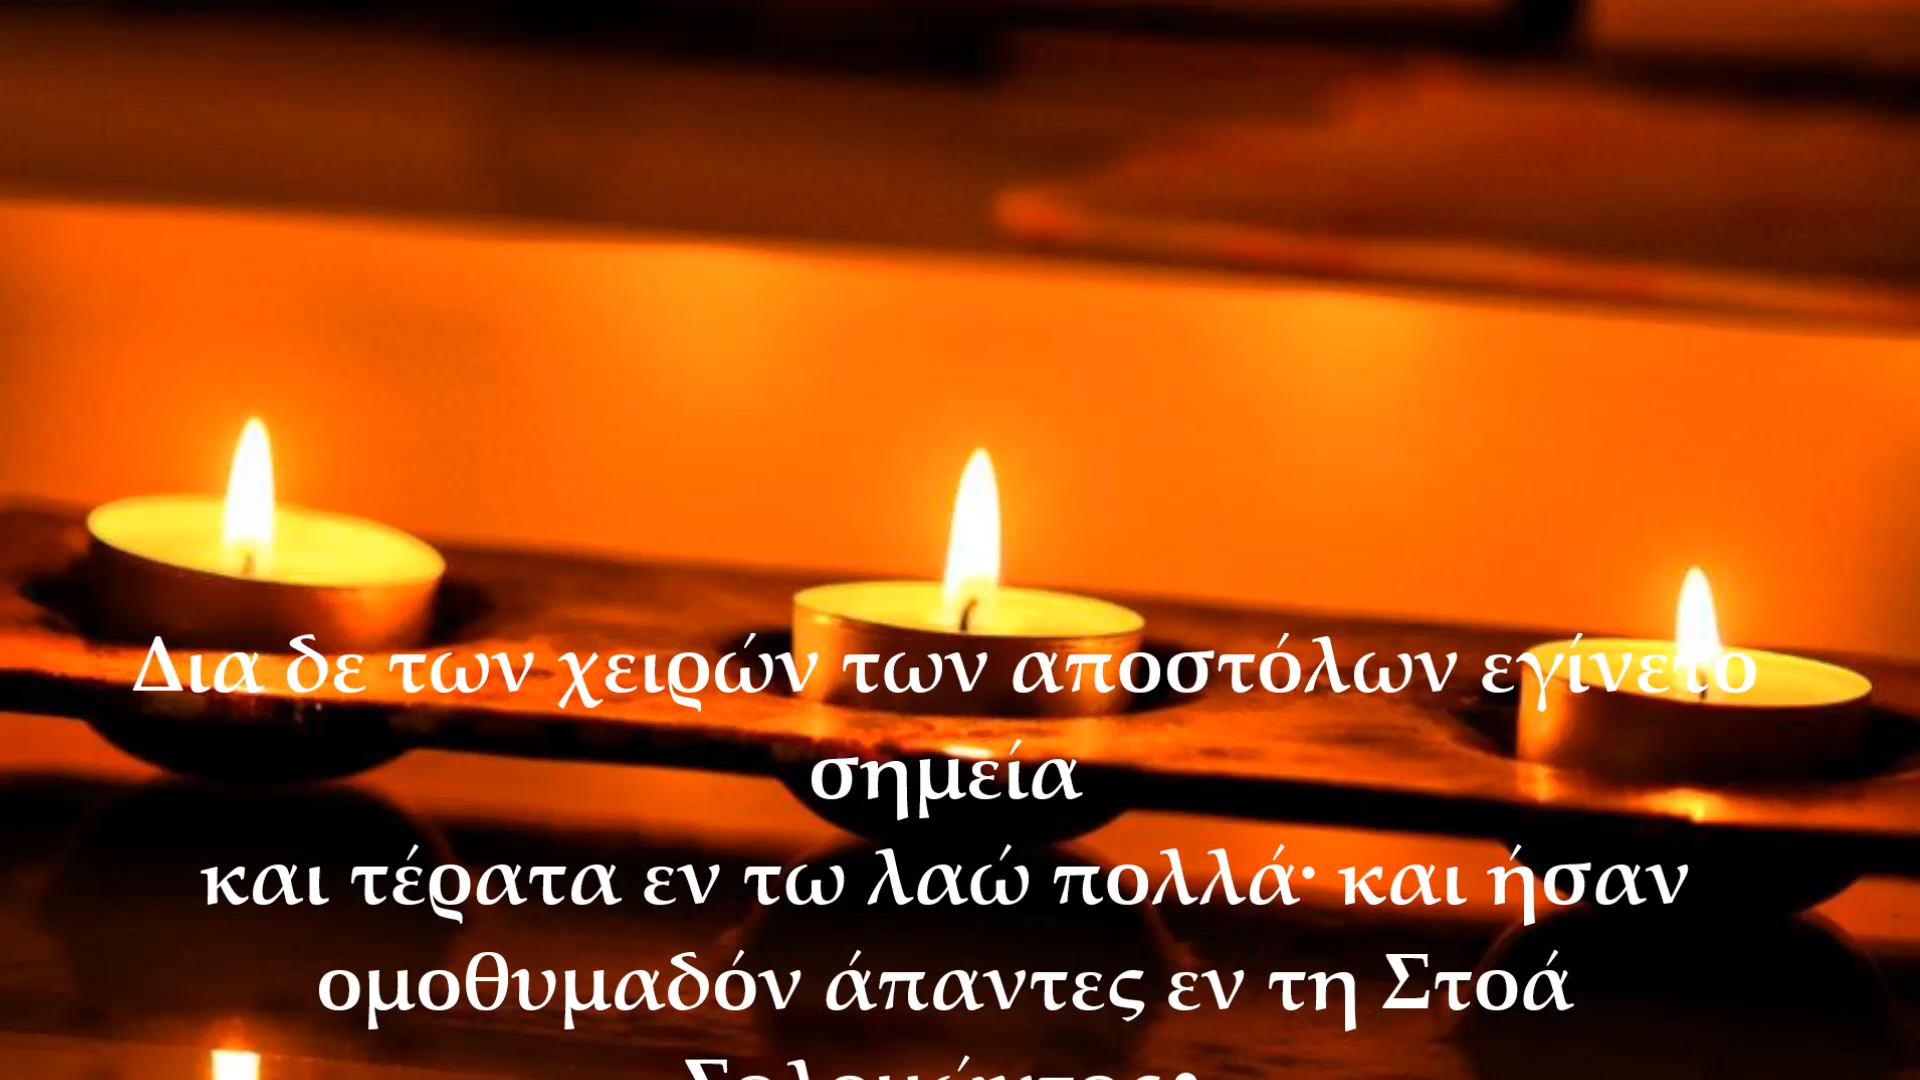 Δια δε των χειρών των αποστόλων εγίνετο
σημεία
και τέρατα εν τω λαώ πολλά· και ήσαν
ομοθυμαδόν άπαντες εν τη Στοά